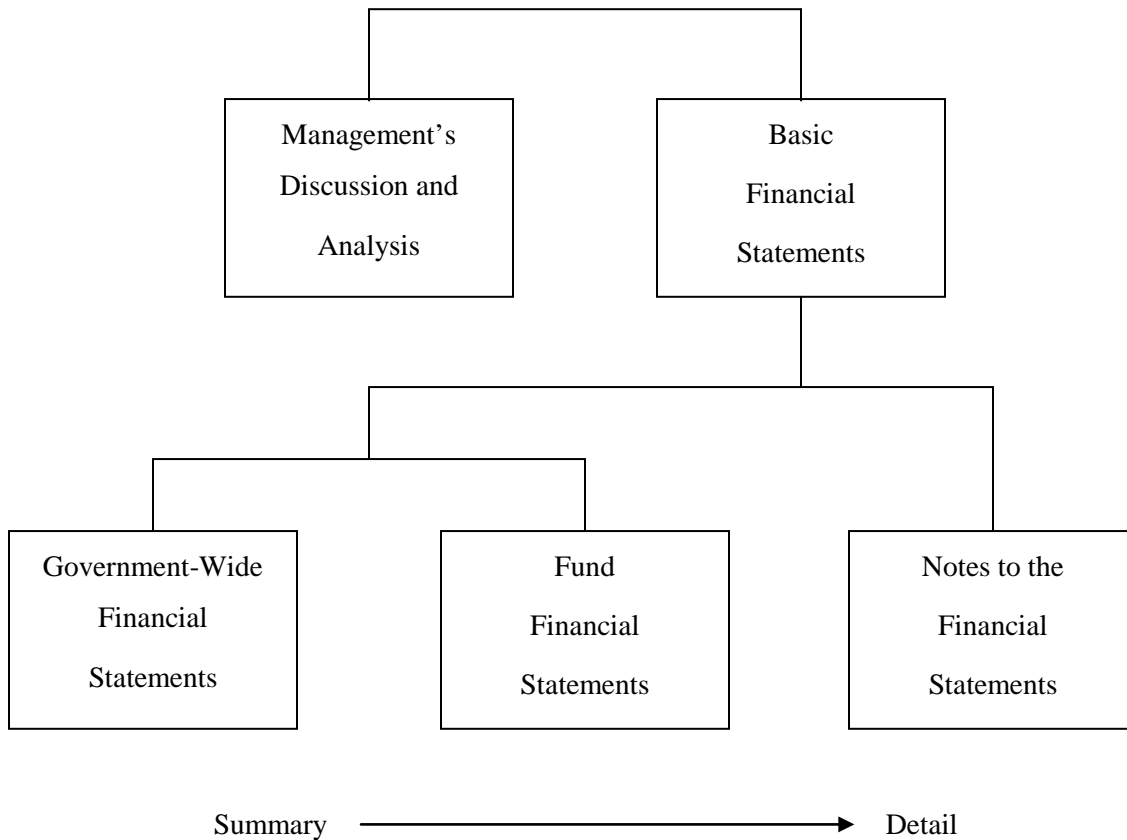 Management’s
Discussion and
Analysis
Basic
Financial
Statements
Government-Wide
Financial
Statements
Fund
Financial
Statements
Notes to the
Financial
Statements
Summary
Detail